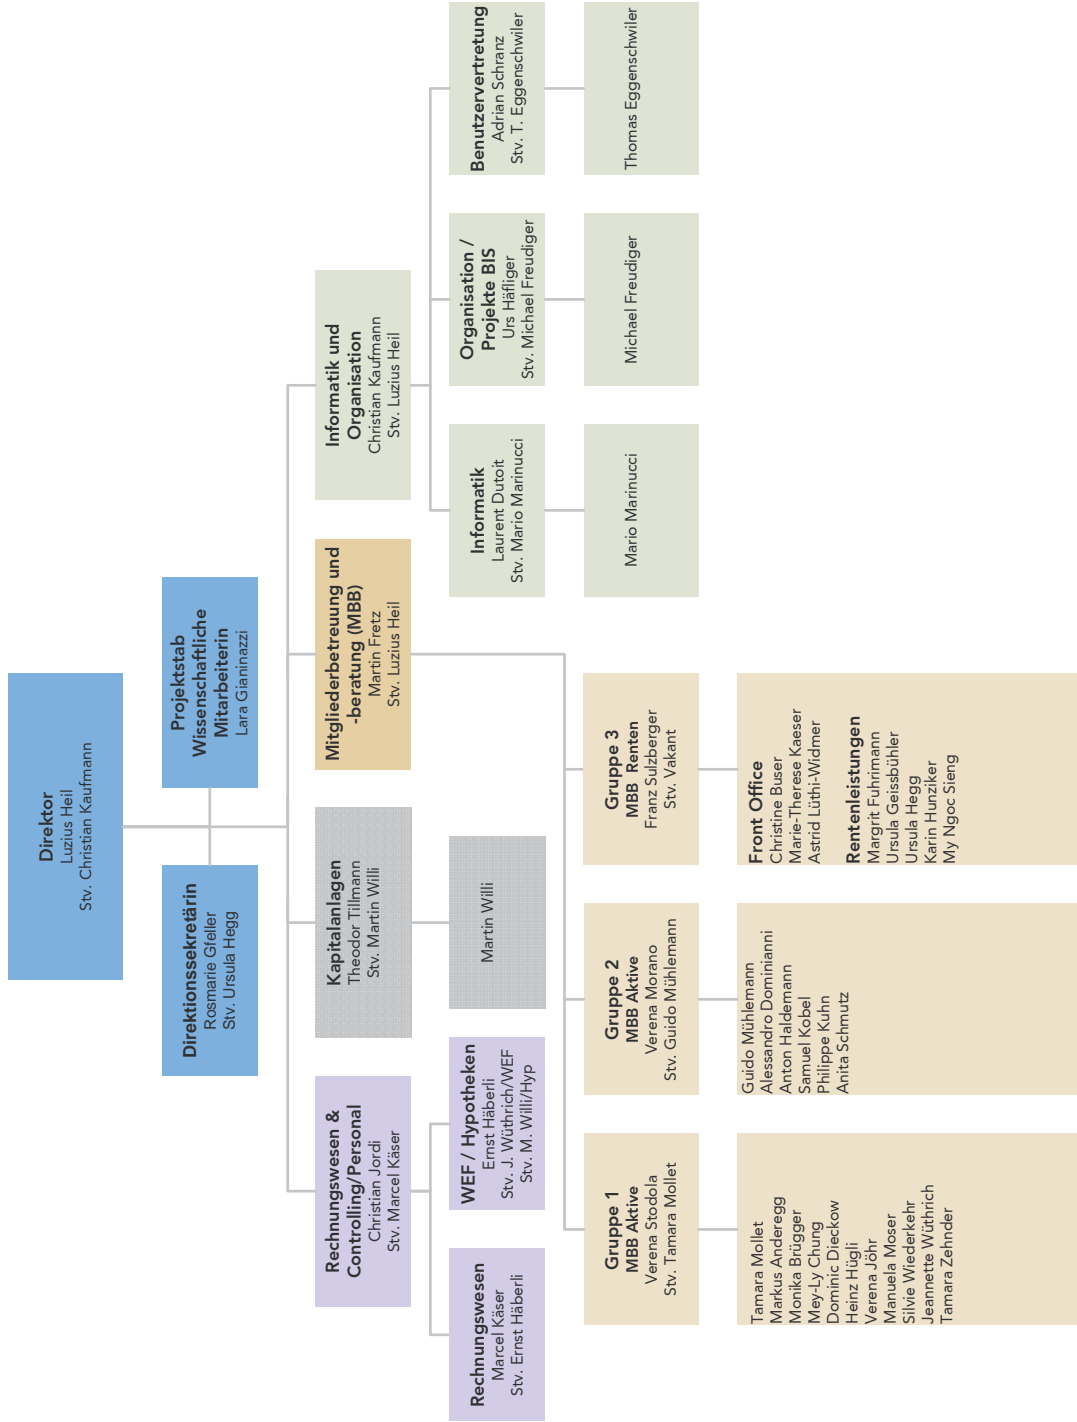 Direktor
Luzius Heil
Stv. Christian Kaufmann
Direktionssekretärin
Rosmarie Gfeller
Stv. Ursula Hegg
Projektstab
Wissenschaftliche
Mitarbeiterin
Lara Gianinazzi
Rechnungswesen &
Controlling/Personal
Christian Jordi
Stv. Marcel Käser
Kapitalanlagen
Theodor Tillmann
Stv. Martin Willi
Mitgliederbetreuung und
-beratung (MBB)
Martin Fretz
Stv. Luzius Heil
Informatik und
Organisation
Christian Kaufmann
Stv. Luzius Heil
Rechnungswesen
Marcel Käser
Stv. Ernst Häberli
WEF / Hypotheken
Ernst Häberli
Stv. J. Wüthrich/WEF
Stv. M. Willi/Hyp
Martin Willi
Informatik
Laurent Dutoit
Stv. Mario Marinucci
Organisation /
Projekte BIS
Urs Häfliger
Stv. Michael Freudiger
Benutzervertretung
Adrian Schranz
Stv. T. Eggenschwiler
Mario Marinucci
Michael Freudiger
Thomas Eggenschwiler
Gruppe 1
MBB Aktive
Verena Stodola
Stv. Tamara Mollet
Gruppe 2
MBB Aktive
Verena Morano
Stv. Guido Mühlemann
Gruppe 3
MBB Renten
Franz Sulzberger
Stv. Vakant
Tamara Mollet
Markus Anderegg
Monika Brügger
Mey-Ly Chung
Dominic Dieckow
Heinz Hügli
Verena Jöhr
Manuela Moser
Silvie Wiederkehr
Jeannette Wüthrich
Tamara Zehnder
Guido Mühlemann
Alessandro Dominianni
Anton Haldemann
Samuel Kobel
Philippe Kuhn
Anita Schmutz
Front Office
Christine Buser
Marie-Therese Kaeser
Astrid Lüthi-Widmer
Rentenleistungen
Margrit Fuhrimann
Ursula Geissbühler
Ursula Hegg
Karin Hunziker
My Ngoc Sieng